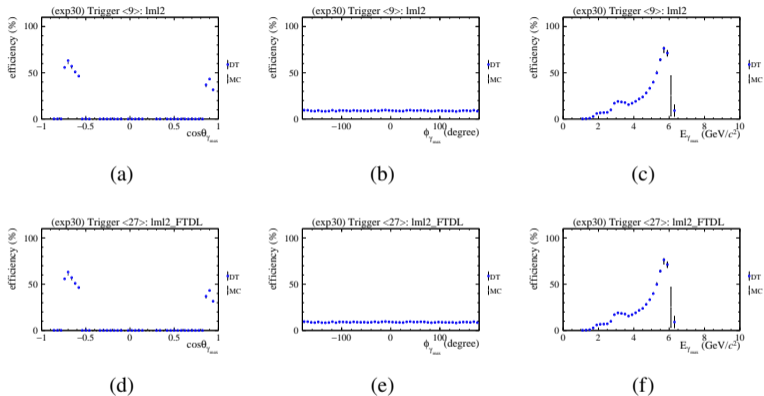 (exp30) Trigger <9>: lml2
(exp30) Trigger <9>: lml2
(exp30) Trigger <9>: lml2
efficiency (%)
efficiency (%)
efficiency (%)
100
50
0
100
50
0
100
50
0
DT
MC
DT
MC
DT
MC
−1 −0.5 0 0.5 1
−100 0 100
0 2 4 6 8 10
cosθγmax
ϕγmax (degree)
Eγmax (GeV/c²)
(a)
(b)
(c)
(exp30) Trigger <27>: lml2_FTDL
(exp30) Trigger <27>: lml2_FTDL
(exp30) Trigger <27>: lml2_FTDL
efficiency (%)
efficiency (%)
efficiency (%)
100
50
0
100
50
0
100
50
0
DT
MC
DT
MC
DT
MC
−1 −0.5 0 0.5 1
−100 0 100
0 2 4 6 8 10
cosθγmax
ϕγmax (degree)
Eγmax (GeV/c²)
(d)
(e)
(f)